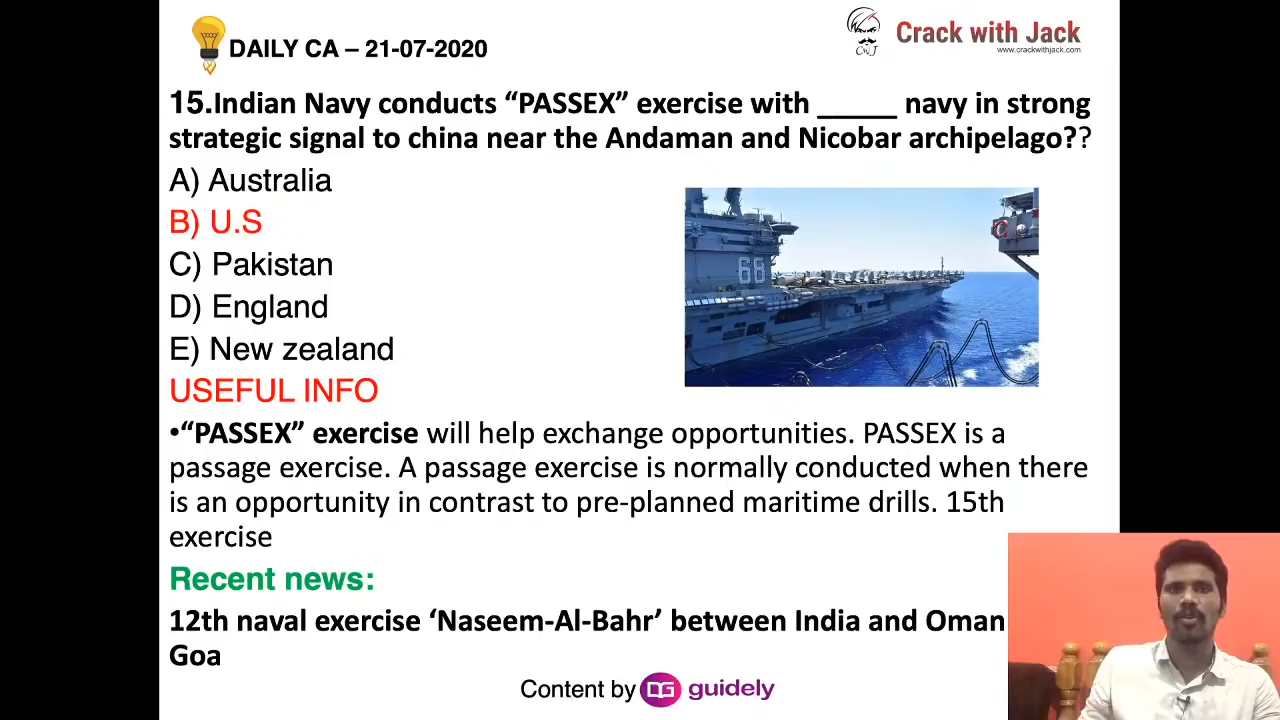 DAILY CA – 21-07-2020
Crack with Jack
www.crackwithjack.com
CWJ
15.Indian Navy conducts “PASSEX” exercise with _____ navy in strong
strategic signal to china near the Andaman and Nicobar archipelago??
A) Australia
B) U.S
C) Pakistan
D) England
E) New zealand
68
USEFUL INFO
•“PASSEX” exercise will help exchange opportunities. PASSEX is a
passage exercise. A passage exercise is normally conducted when there
is an opportunity in contrast to pre-planned maritime drills. 15th
exercise
Recent news:
12th naval exercise ‘Naseem-Al-Bahr’ between India and Oman
Goa
Content by guidely